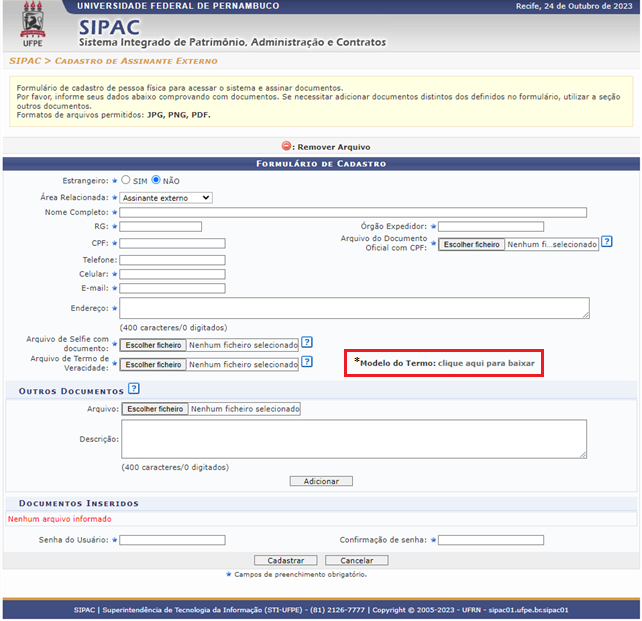 UNIVERSIDADE FEDERAL DE PERNAMBUCO
Recife, 24 de Outubro de 2023
UFPE
SIPAC
Sistema Integrado de Patrimônio, Administração e Contratos
SIPAC > Cadastro de Assinante Externo
Formulário de cadastro de pessoa física para acessar o sistema e assinar documentos.
Por favor, informe seus dados abaixo comprovando com documentos. Se necessitar adicionar documentos distintos dos definidos no formulário, utilizar a seção
outros documentos.
Formatos de arquivos permitidos: JPG, PNG, PDF.
: Remover Arquivo
Formulário de Cadastro
Estrangeiro: SIM NÃO
Área Relacionada: Assinante externo
Nome Completo:
RG:
Órgão Expedidor:
CPF:
Arquivo do Documento
Oficial com CPF:
Escolher ficheiro Nenhum fi...selecionado ?
Telefone:
Celular:
E-mail:
Endereço:
(400 caracteres/0 digitados)
Arquivo de Selfie com
documento:
Escolher ficheiro Nenhum ficheiro selecionado ?
Arquivo de Termo de
Veracidade:
Escolher ficheiro Nenhum ficheiro selecionado ?
*Modelo do Termo: clique aqui para baixar
Outros Documentos ?
Arquivo: Escolher ficheiro Nenhum ficheiro selecionado
Descrição:
(400 caracteres/0 digitados)
Adicionar
Documentos Inseridos
Nenhum arquivo informado
Senha do Usuário:
Confirmação de senha:
Cadastrar Cancelar
Campos de preenchimento obrigatório.
SIPAC | Superintendência de Tecnologia da Informação (STI-UFPE) - (81) 2126-7777 | Copyright © 2005-2023 - UFRN - sipac01.ufpe.br.sipac01